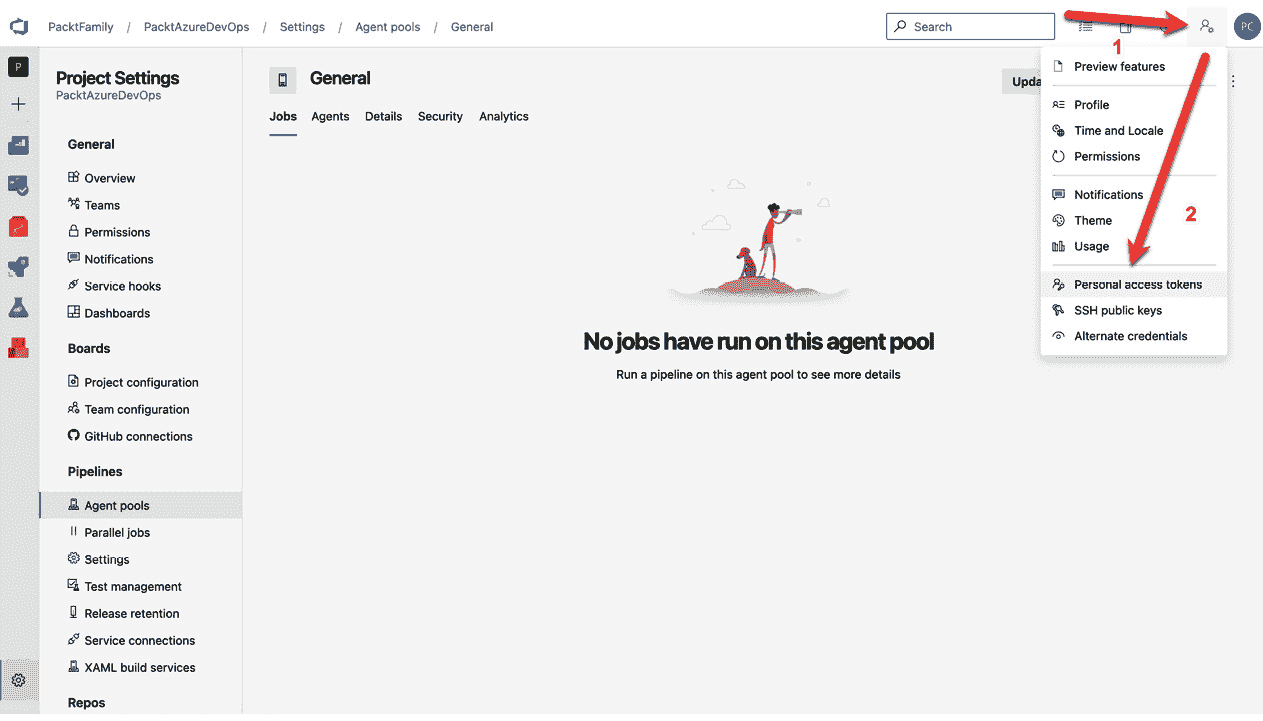 PacktFamily / PacktAzureDevOps / Settings / Agent pools / General
Search
PC
1
P
Project Settings
PacktAzureDevOps
General
Overview
Teams
Permissions
Notifications
Service hooks
Dashboards
Boards
Project configuration
Team configuration
GitHub connections
Pipelines
Agent pools
Parallel jobs
Settings
Test management
Release retention
Service connections
XAML build services
Repos
General
Upda
Jobs Agents Details Security Analytics
No jobs have run on this agent pool
Run a pipeline on this agent pool to see more details
Preview features
Profile
Time and Locale
Permissions
Notifications
Theme
2
Usage
Personal access tokens
SSH public keys
Alternate credentials